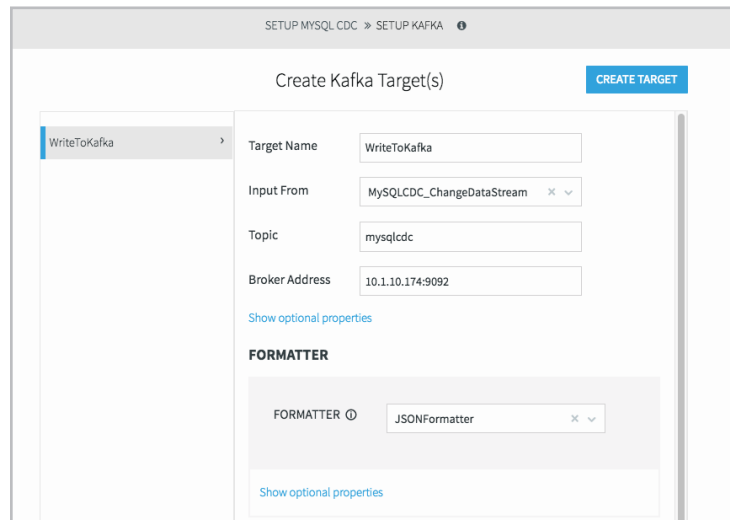 SETUP MYSQL CDC » SETUP KAFKA
Create Kafka Target(s)
CREATE TARGET
WriteToKafka
Target Name WriteToKafka
Input From MySQLCDC_ChangeDataStream
Topic mysqlcdc
Broker Address 10.1.10.174:9092
Show optional properties
FORMATTER
FORMATTER JSONFormatter
Show optional properties